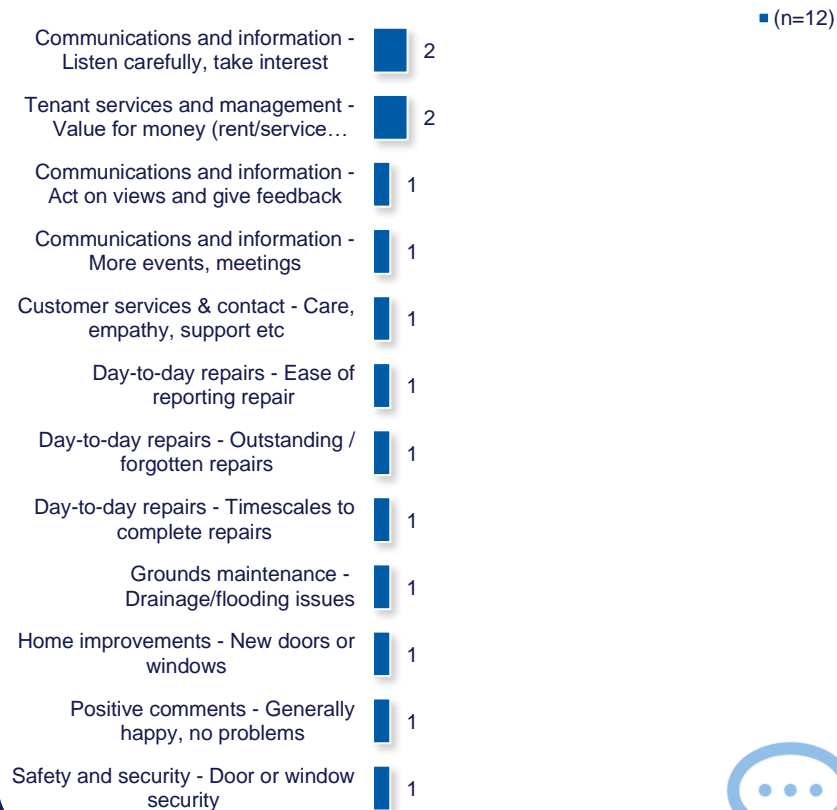 (n=12)
Communications and information -
Listen carefully, take interest
2
Tenant services and management -
Value for money (rent/service…
2
Communications and information -
Act on views and give feedback
1
Communications and information -
More events, meetings
1
Customer services & contact - Care,
empathy, support etc
1
Day-to-day repairs - Ease of
reporting repair
1
Day-to-day repairs - Outstanding /
forgotten repairs
1
Day-to-day repairs - Timescales to
complete repairs
1
Grounds maintenance -
Drainage/flooding issues
1
Home improvements - New doors or
windows
1
Positive comments - Generally
happy, no problems
1
Safety and security - Door or window
security
1